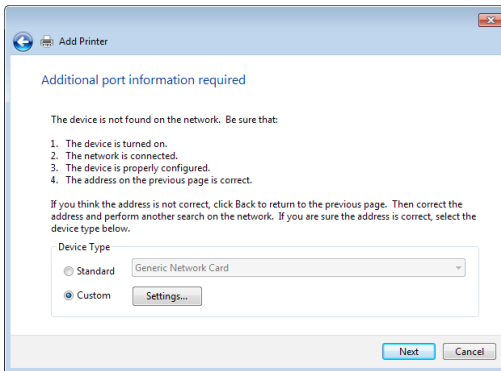 Add Printer
Additional port information required
The device is not found on the network. Be sure that:
1. The device is turned on.
2. The network is connected.
3. The device is properly configured.
4. The address on the previous page is correct.
If you think the address is not correct, click Back to return to the previous page. Then correct the
address and perform another search on the network. If you are sure the address is correct, select the
device type below.
Device Type
Standard Generic Network Card
Custom Settings...
Next Cancel